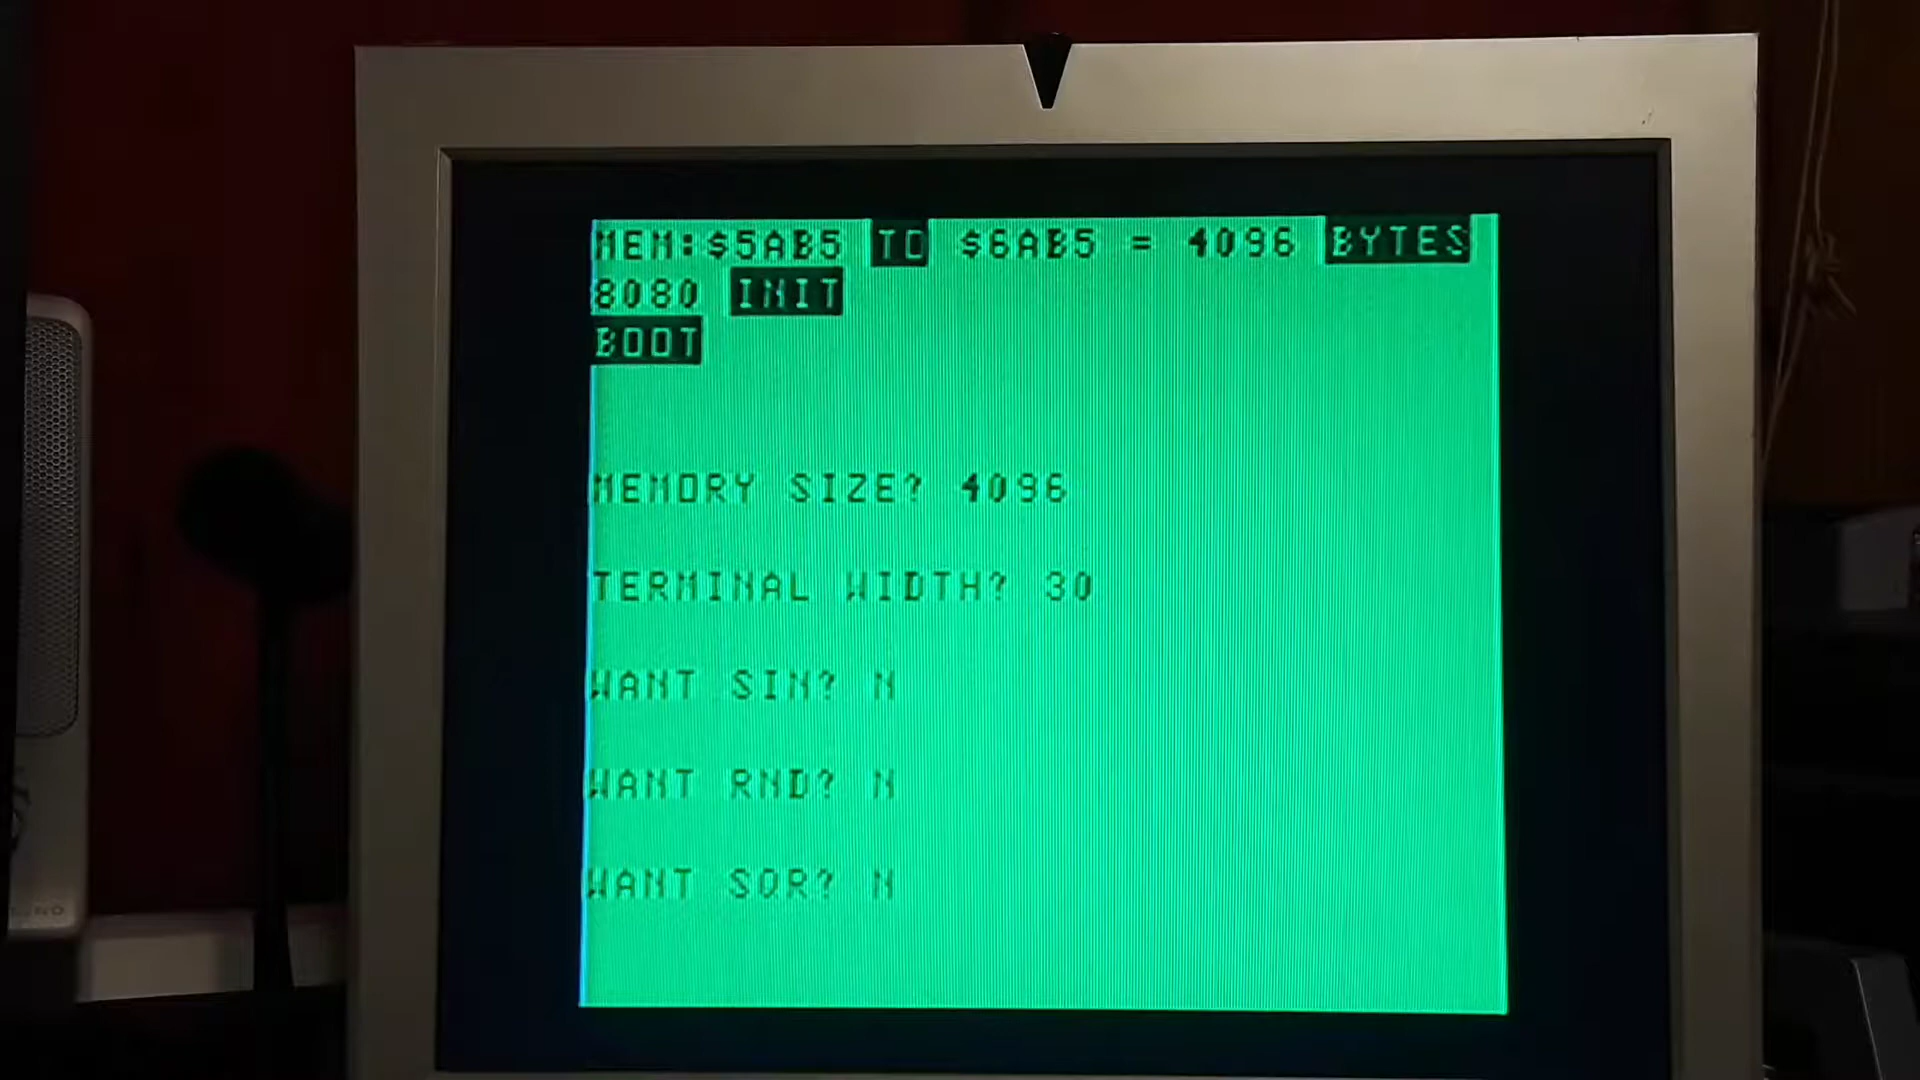 MEM:$5AB5 TO $6AB5 = 4096 BYTES
8080 INIT
BOOT
MEMORY SIZE? 4096
TERMINAL WIDTH? 30
WANT SIN? N
WANT RND? N
WANT SQR? N